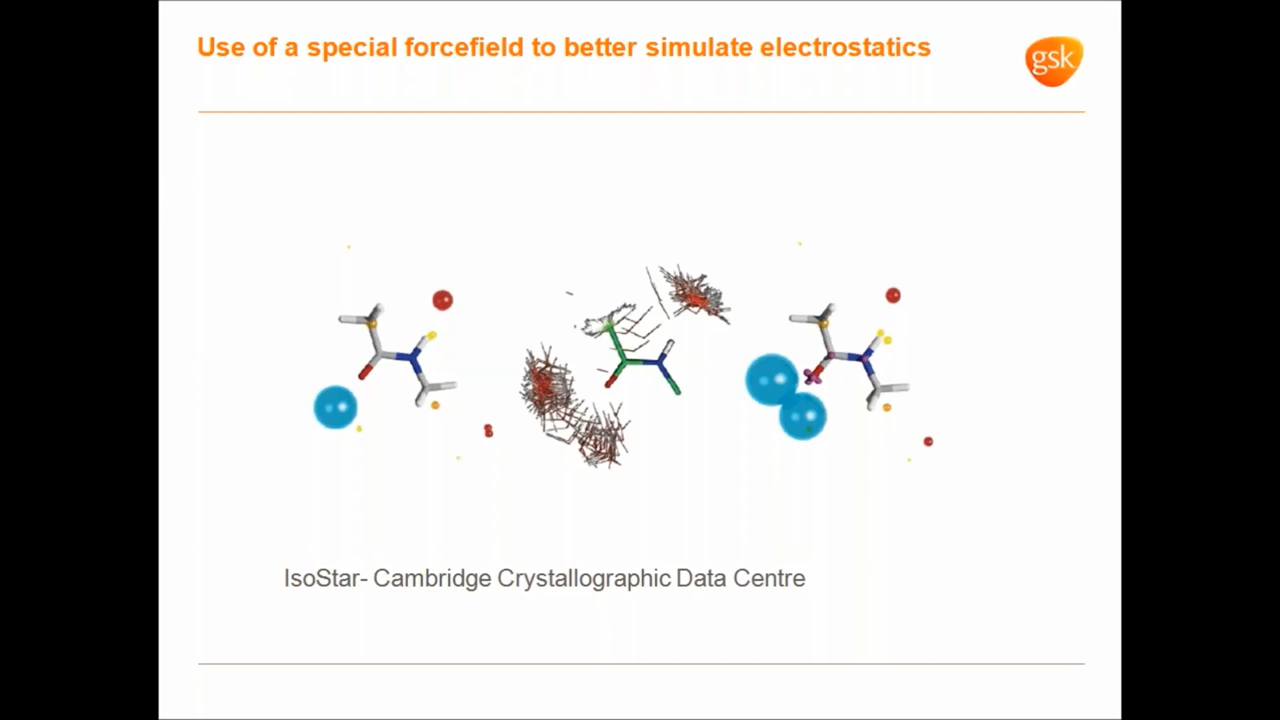 Use of a special forcefield to better simulate electrostatics
gsk
IsoStar- Cambridge Crystallographic Data Centre